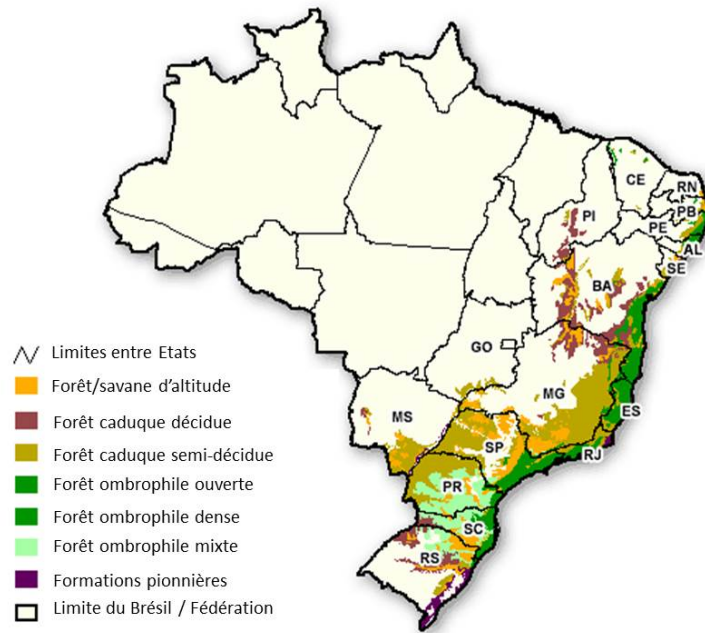 CE
RN
PB
PI
PE
AL
SE
BA
GO
MG
MS
ES
SP
RJ
PR
SC
RS
Limites entre Etats
Forêt/savane d'altitude
Forêt caduque décidue
Forêt caduque semi-décidue
Forêt ombrophile ouverte
Forêt ombrophile dense
Forêt ombrophile mixte
Formations pionnières
Limite du Brésil / Fédération